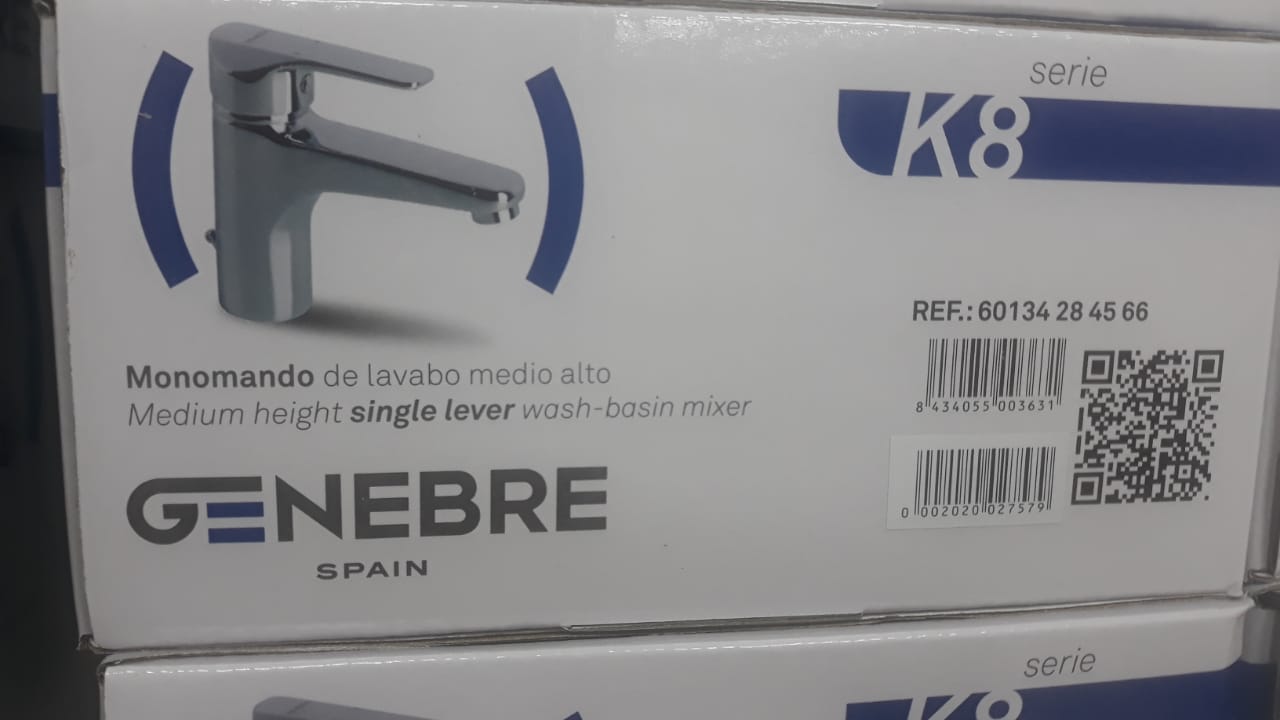 serie
K8
REF.: 60134 28 45 66
8 434055 003631
0 002020 027579
Monomando de lavabo medio alto
Medium height single lever wash-basin mixer
GENEBRE
SPAIN
serie
K8